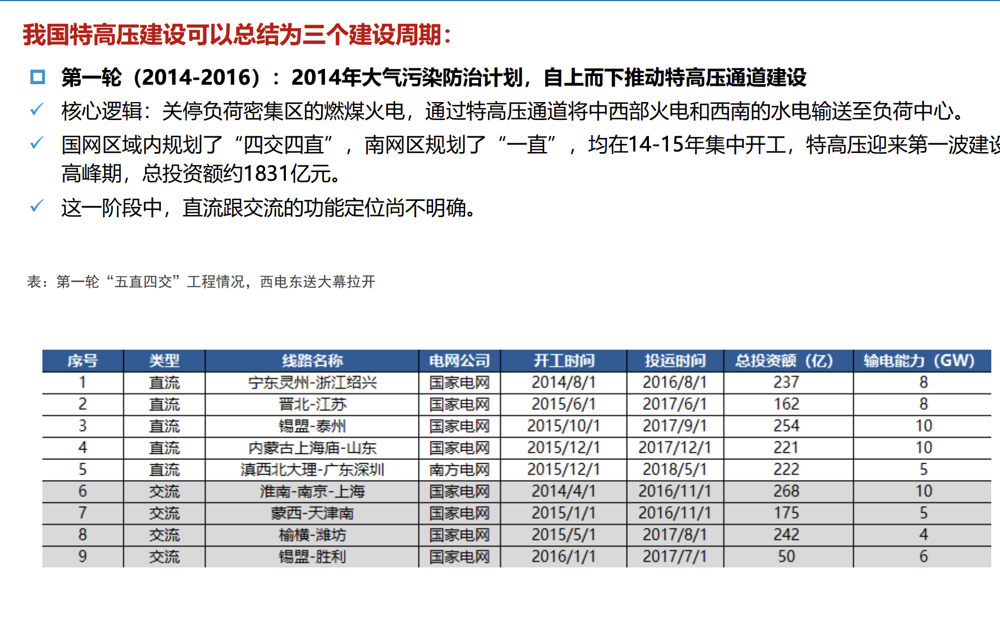 我国特高压建设可以总结为三个建设周期：
第一轮（2014-2016）：2014年大气污染防治计划，自上而下推动特高压通道建设
核心逻辑：关停负荷密集区的燃煤火电，通过特高压通道将中西部火电和西南的水电输送至负荷中心。
国网区域内规划了“四交四直”，南网区规划了“一直”，均在14-15年集中开工，特高压迎来第一波建设
高峰期，总投资额约1831亿元。
这一阶段中，直流跟交流的功能定位尚不明确。
表：第一轮“五直四交”工程情况，西电东送大幕拉开
序号 类型 线路名称 电网公司 开工时间 投运时间 总投资额（亿） 输电能力（GW）
1 直流 宁东灵州-浙江绍兴 国家电网 2014/8/1 2016/8/1 237 8
2 直流 晋北-江苏 国家电网 2015/6/1 2017/6/1 162 8
3 直流 锡盟-泰州 国家电网 2015/10/1 2017/9/1 254 10
4 直流 内蒙古上海庙-山东 国家电网 2015/12/1 2017/12/1 221 10
5 直流 滇西北大理-广东深圳 南方电网 2015/12/1 2018/5/1 222 5
6 交流 淮南-南京-上海 国家电网 2014/4/1 2016/11/1 268 10
7 交流 蒙西-天津南 国家电网 2015/1/1 2016/11/1 175 5
8 交流 榆横-潍坊 国家电网 2015/5/1 2017/8/1 242 4
9 交流 锡盟-胜利 国家电网 2016/1/1 2017/7/1 50 6